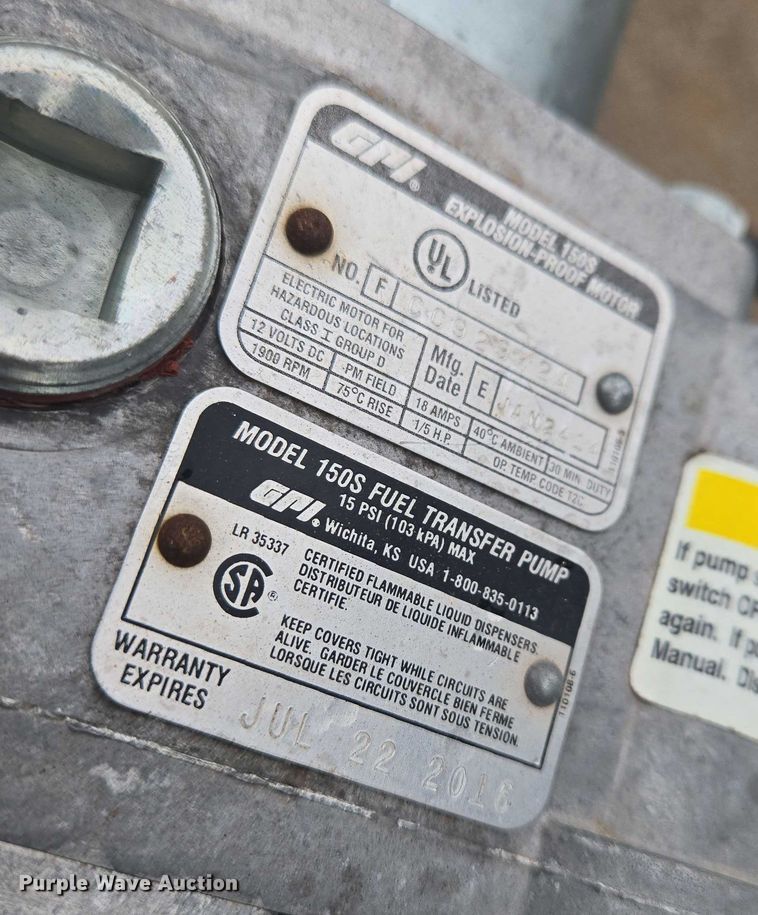 GPI®
MODEL 150S
EXPLOSION-PROOF MOTOR
UL LISTED
NO. F
ELECTRIC MOTOR FOR
HAZARDOUS LOCATIONS
CLASS I GROUP D
Mfg.
Date E
12 VOLTS DC PM FIELD 18 AMPS 40°C AMBIENT 30 MIN. DUTY
1900 RPM 75°C RISE 1/5 H.P. OP. TEMP. CODE T2C
110109-9
MODEL 150S FUEL TRANSFER PUMP
15 PSI (103 kPA) MAX
GPI® Wichita, KS USA 1-800-835-0113
LR 35337
SA®
CERTIFIED FLAMMABLE LIQUID DISPENSERS.
DISTRIBUTEUR DE LIQUIDE INFLAMMABLE
CERTIFIE.
KEEP COVERS TIGHT WHILE CIRCUITS ARE
ALIVE. GARDER LE COUVERCLE BIEN FERME
LORSQUE LES CIRCUITS SONT SOUS TENSION.
110108-6
WARRANTY
EXPIRES
JUL 22 2016
If pump
switch
again. If
Manual.
Purple Wave Auction